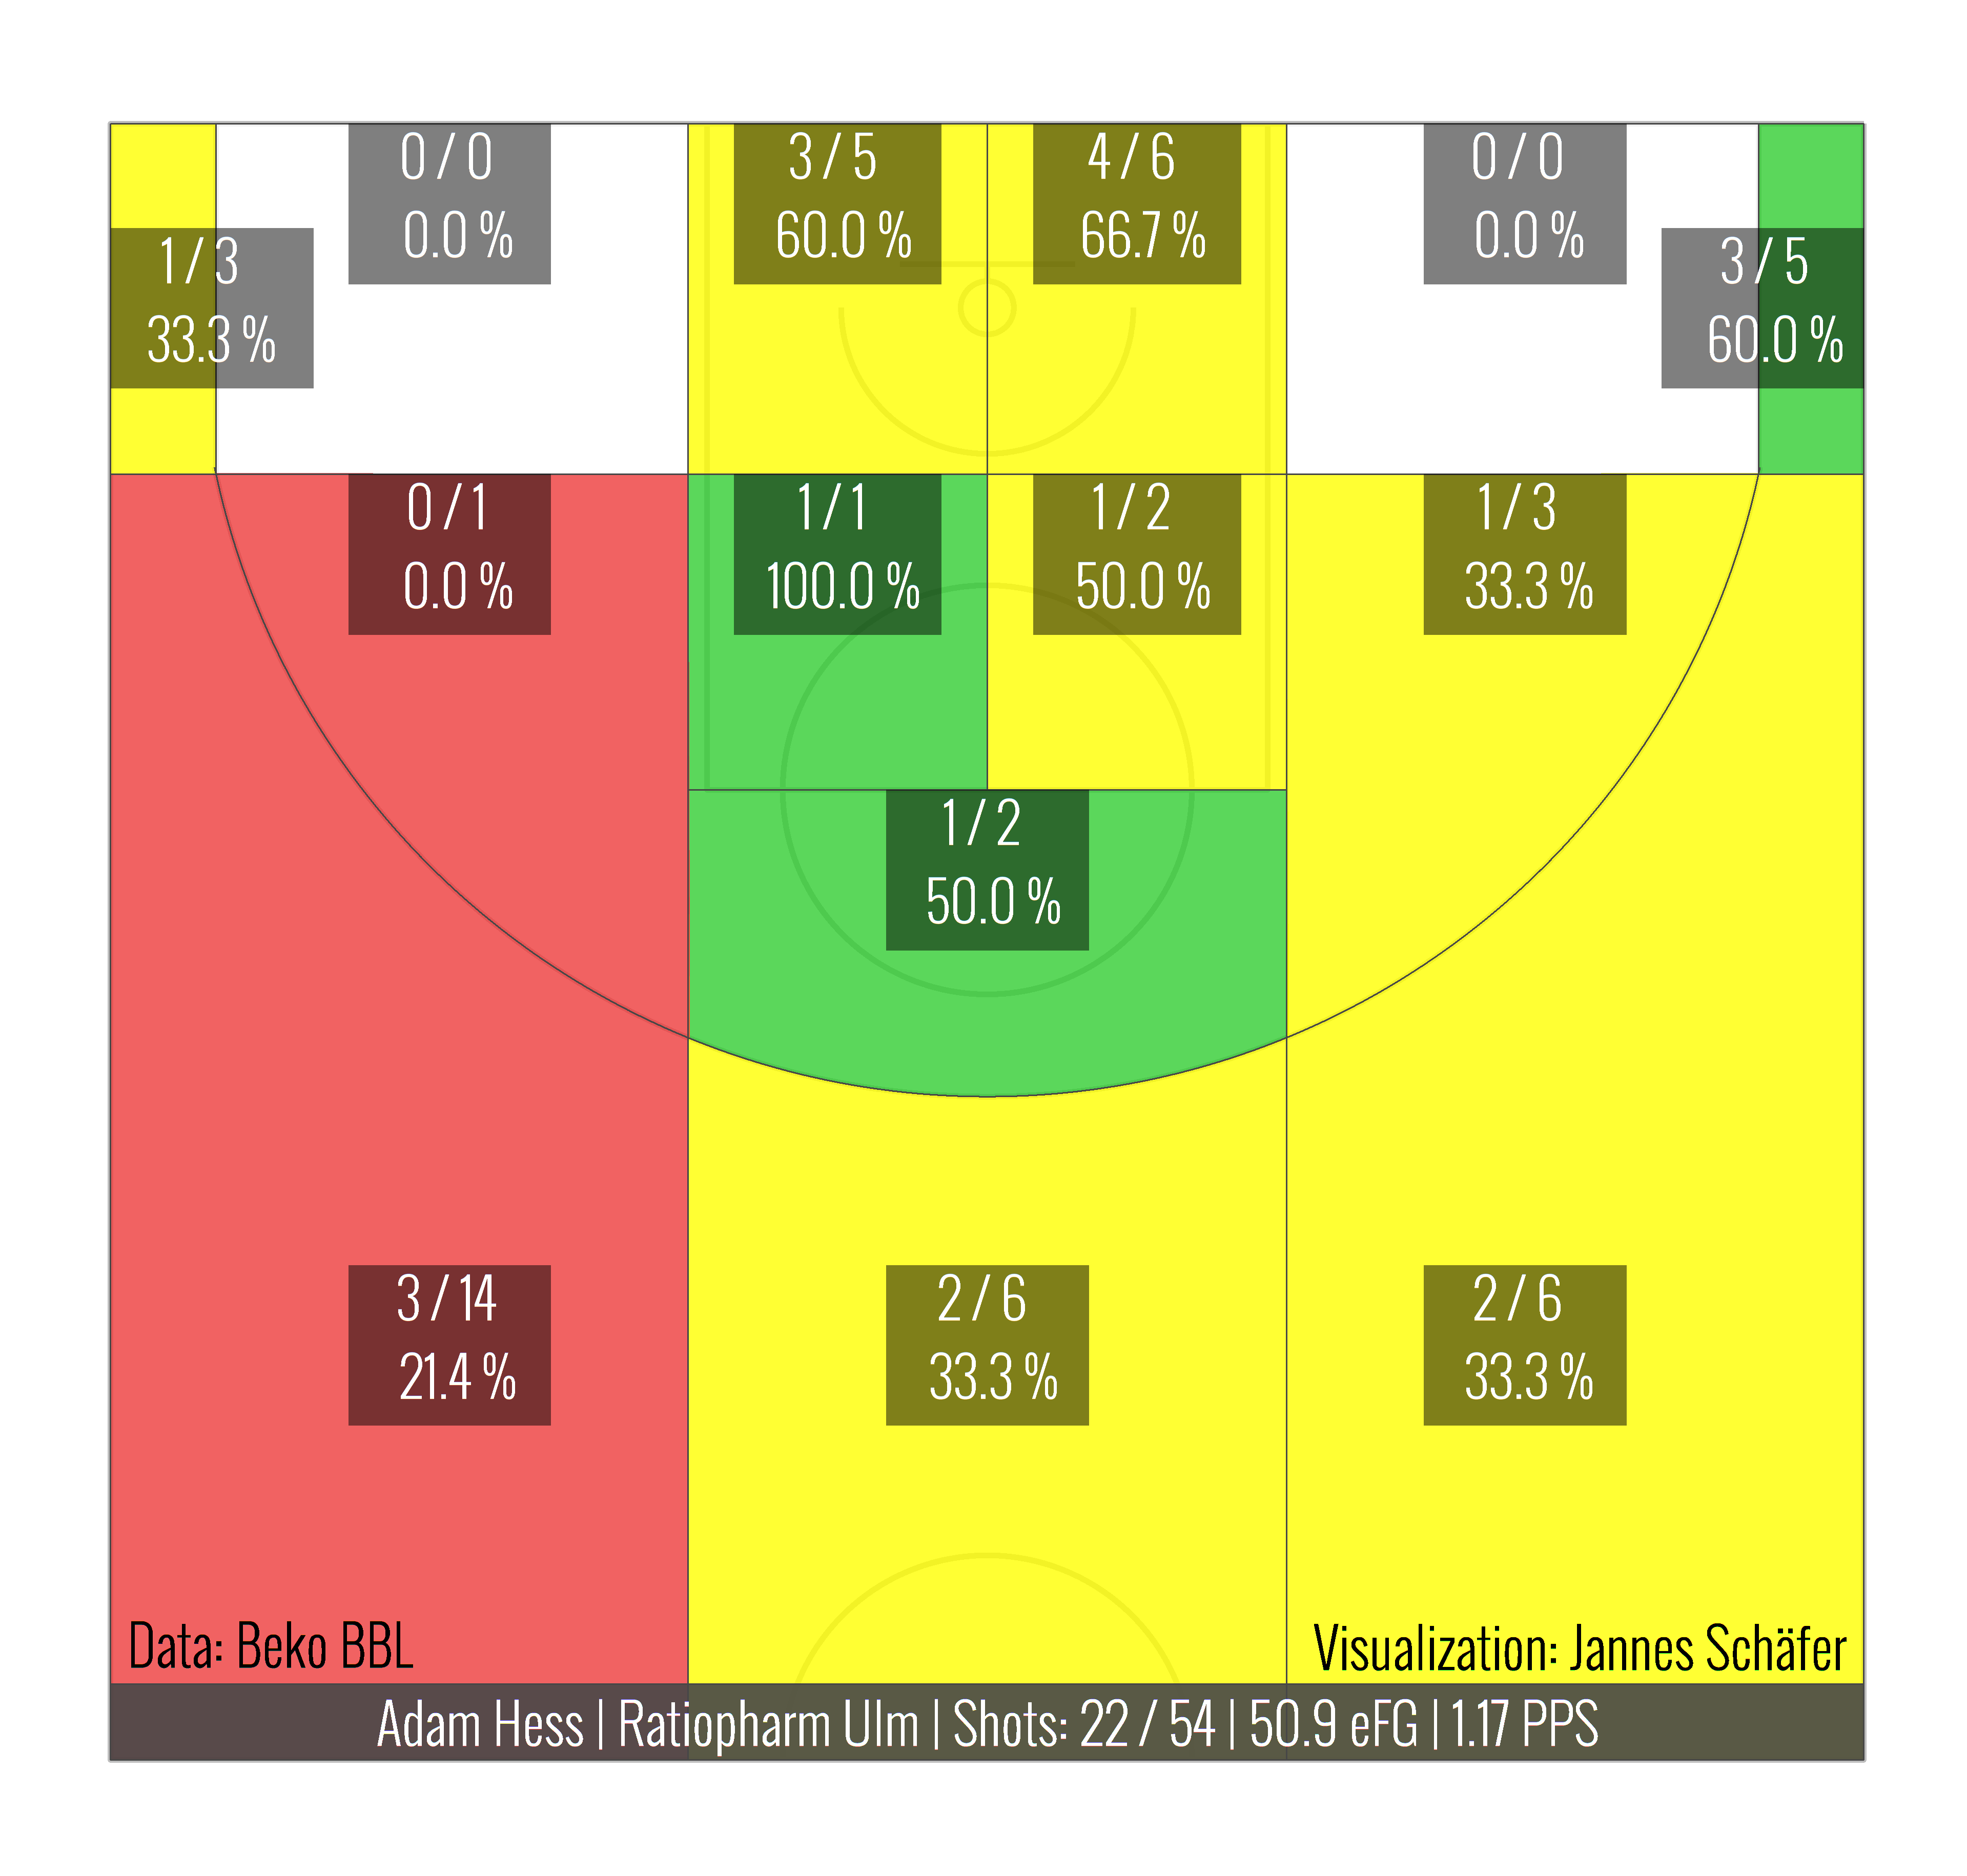 0 / 0
0.0 %
3 / 5
60.0 %
4 / 6
66.7 %
0 / 0
0.0 %
1 / 3
33.3 %
3 / 5
60.0 %
0 / 1
0.0 %
1 / 1
100.0 %
1 / 2
50.0 %
1 / 3
33.3 %
1 / 2
50.0 %
3 / 14
21.4 %
2 / 6
33.3 %
2 / 6
33.3 %
Data: Beko BBL
Visualization: Jannes Schäfer
Adam Hess | Ratiopharm Ulm | Shots: 22 / 54 | 50.9 eFG | 1.17 PPS